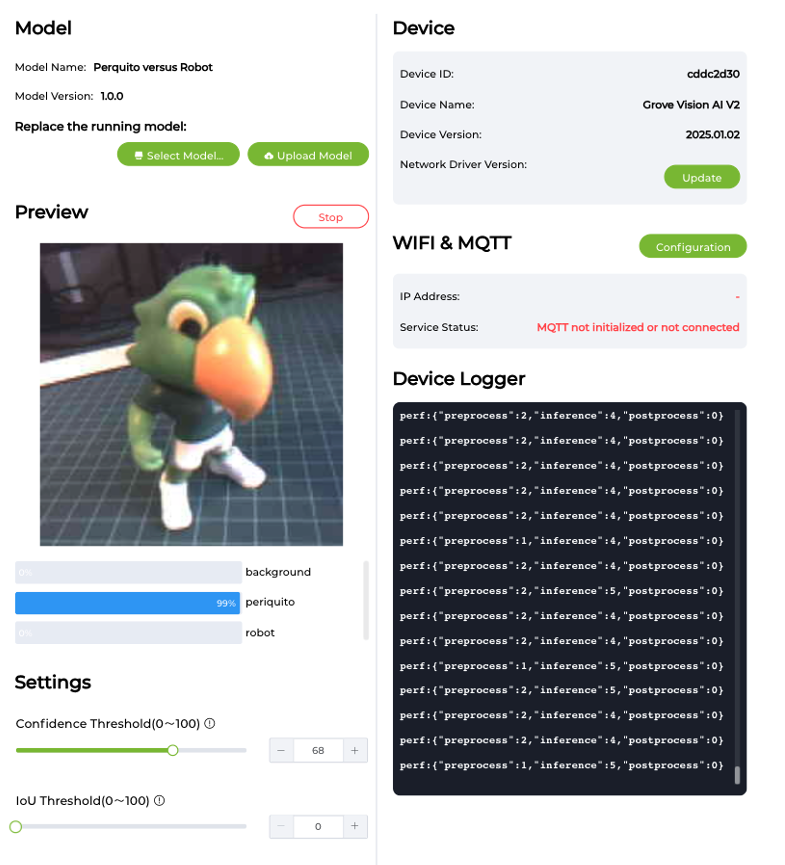 Model
Model Name: Perquito versus Robot
Model Version: 1.0.0
Replace the running model:
Select Model...
Upload Model
Preview
Stop
0%
background
99%
periquito
0%
robot
Settings
Confidence Threshold(0～100)
68
IoU Threshold(0～100)
0
Device
Device ID: cddc2d30
Device Name: Grove Vision AI V2
Device Version: 2025.01.02
Network Driver Version:
Update
WIFI & MQTT
Configuration
IP Address: -
Service Status: MQTT not initialized or not connected
Device Logger
perf:{"preprocess":2,"inference":4,"postprocess":0}
perf:{"preprocess":2,"inference":4,"postprocess":0}
perf:{"preprocess":2,"inference":4,"postprocess":0}
perf:{"preprocess":2,"inference":4,"postprocess":0}
perf:{"preprocess":2,"inference":4,"postprocess":0}
perf:{"preprocess":1,"inference":4,"postprocess":0}
perf:{"preprocess":2,"inference":4,"postprocess":0}
perf:{"preprocess":2,"inference":5,"postprocess":0}
perf:{"preprocess":2,"inference":4,"postprocess":0}
perf:{"preprocess":2,"inference":4,"postprocess":0}
perf:{"preprocess":1,"inference":5,"postprocess":0}
perf:{"preprocess":2,"inference":5,"postprocess":0}
perf:{"preprocess":2,"inference":4,"postprocess":0}
perf:{"preprocess":2,"inference":4,"postprocess":0}
perf:{"preprocess":1,"inference":5,"postprocess":0}